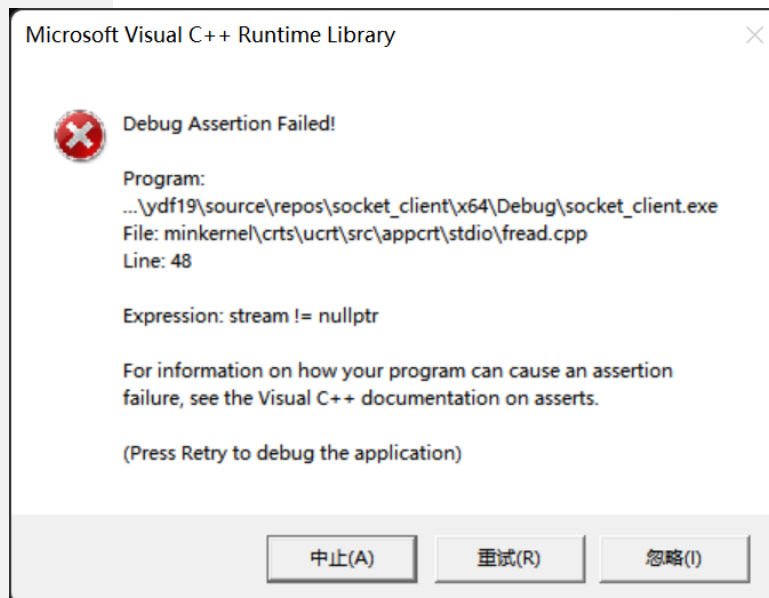 Microsoft Visual C++ Runtime Library
Debug Assertion Failed!
Program:
...\ydf19\source\repos\socket_client\x64\Debug\socket_client.exe
File: minkernel\crts\ucrt\src\appcrt\stdio\fread.cpp
Line: 48
Expression: stream != nullptr
For information on how your program can cause an assertion
failure, see the Visual C++ documentation on asserts.
(Press Retry to debug the application)
中止(A)
重试(R)
忽略(I)